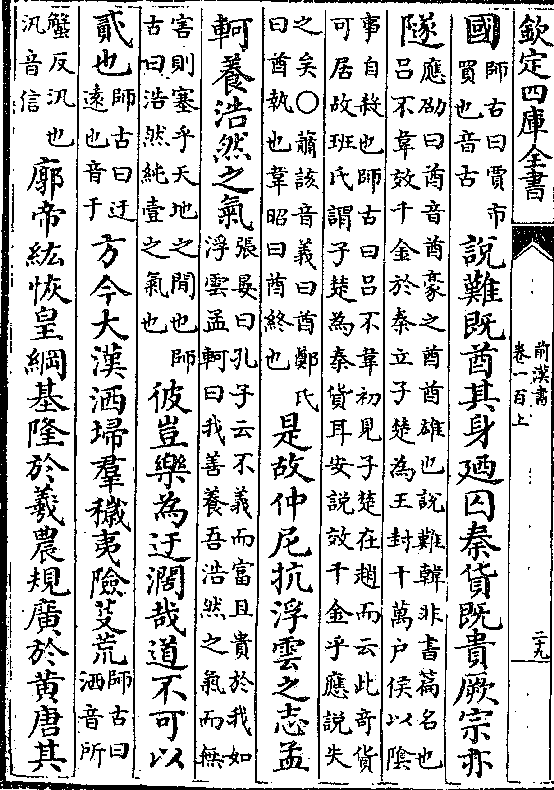 欽定四庫全書
前漢書
卷一百上
二十九
國
師古曰賈市
買也音古
說難既酋其身廼囚秦貨既貴厥宗亦
隧
應劭曰酋音酋豪之酋酋雄也說難韓非書篇名也
吕不韋效千金於秦立子楚為王封十萬户侯以陰
事自敖也師古曰吕不韋初見子楚在趙而云此奇貨
可居故班氏謂子楚為秦貨耳安說效千金乎應說失
之矣○蕭該音義曰酋鄭氏
曰酋執也韋昭曰酋終也
是故仲尼抗浮雲之志孟
軻養浩然之氣
張晏曰孔子云不義而富且貴於我如
浮雲孟軻曰我善養吾浩然之氣而無
害則塞乎天地之間也師
古曰浩然純壹之氣也
彼豈樂為迂濶哉道不可以
貳也
師古曰迂
遠也音于
方今大漢洒埽羣穢夷險芟荒
師古曰
洒音所
蟹反汛也
汛音信
廓帝紘恢皇綱基隆於羲農規廣於黄唐其